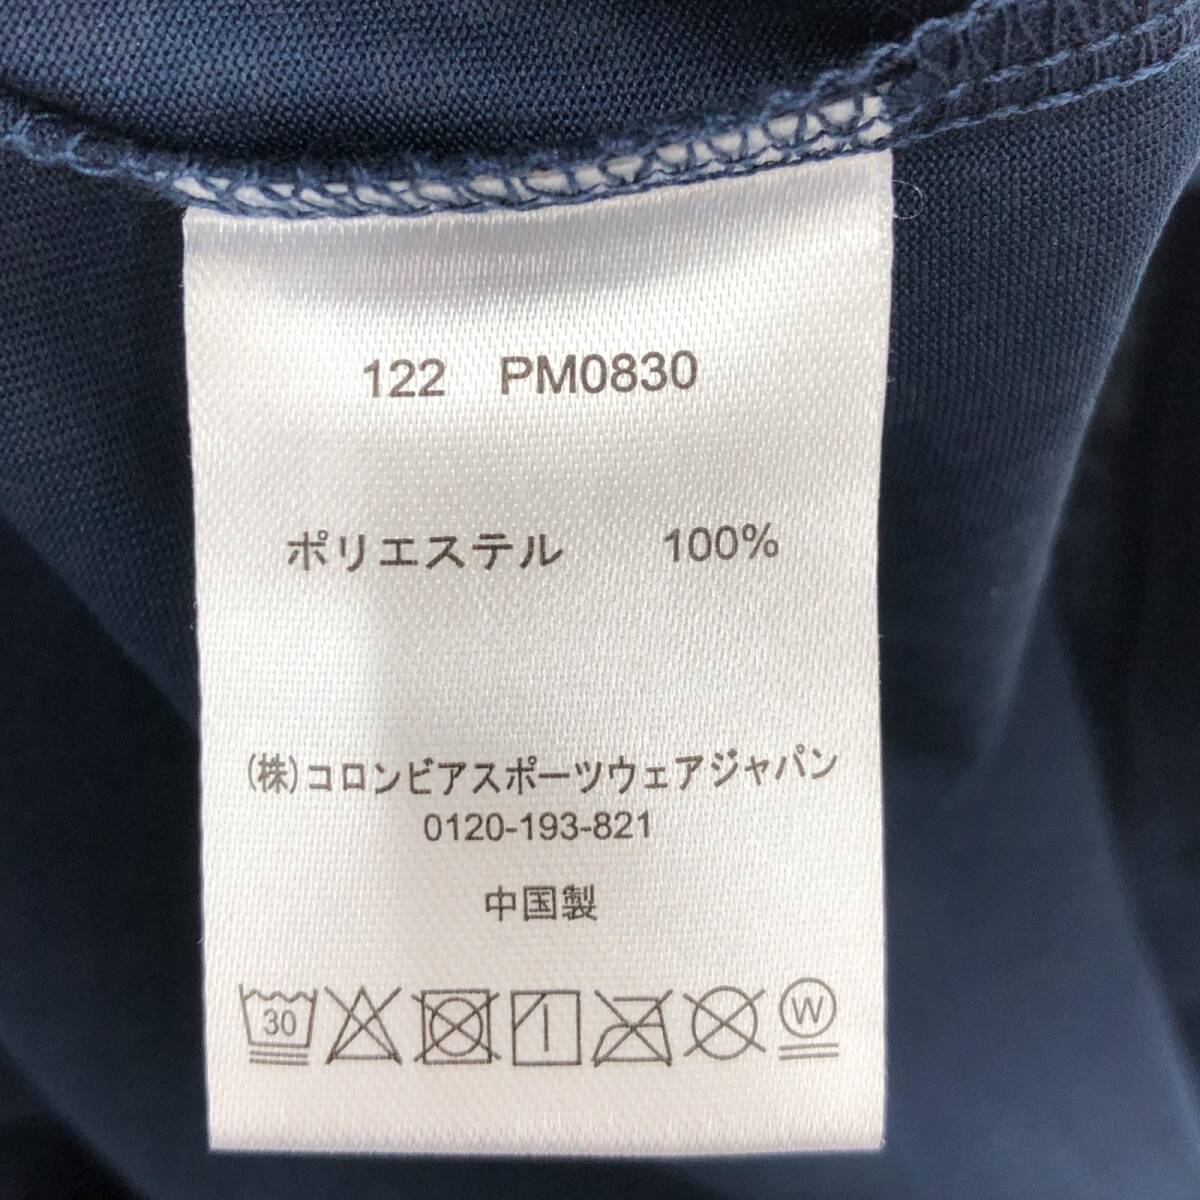 122 PM0830
ポリエステル 100%
(株)コロンビアスポーツウェアジャパン
0120-193-821
中国製
30 W